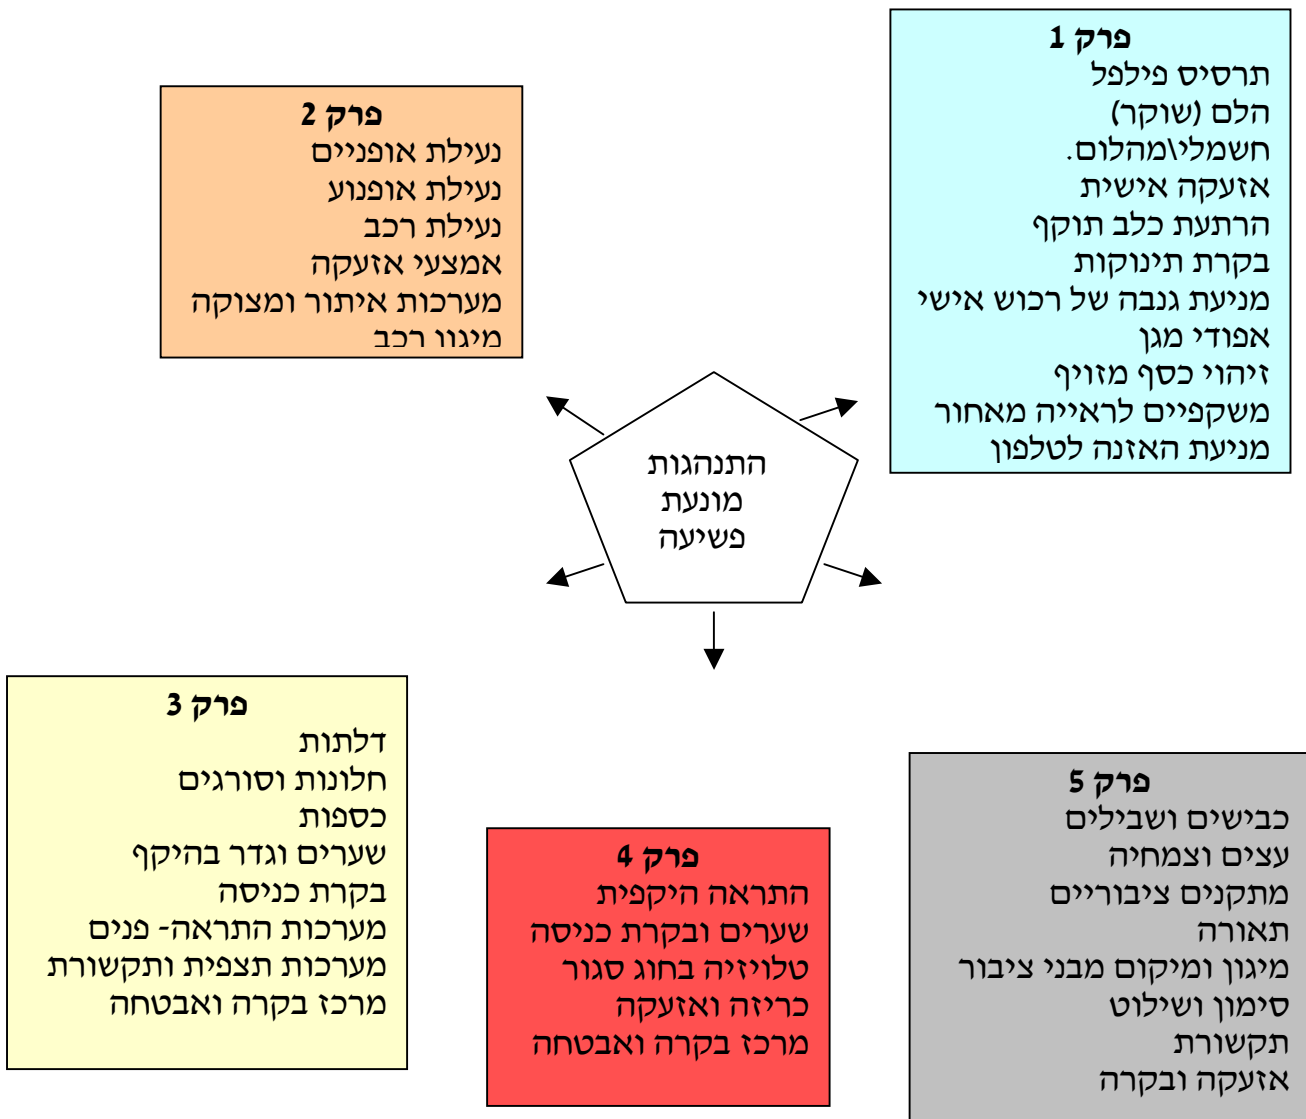 פרק 1
תרסיס פילפל
הלם (שוקר)
חשמלי\מהלום.
אזעקה אישית
הרתעת כלב תוקף
בקרת תינוקות
מניעת גנבה של רכוש אישי
אפודי מגן
זיהוי כסף מזויף
משקפיים לראייה מאחור
מניעת האזנה לטלפון
פרק 2
נעילת אופניים
נעילת אופנוע
נעילת רכב
אמצעי אזעקה
מערכות איתור ומצוקה
מיגון רכב
התנהגות
מונעת
פשיעה
פרק 3
דלתות
חלונות וסורגים
כספות
שערים וגדר בהיקף
בקרת כניסה
מערכות התראה- פנים
מערכות תצפית ותקשורת
מרכז בקרה ואבטחה
פרק 4
התראה היקפית
שערים ובקרת כניסה
טלויזיה בחוג סגור
כריזה ואזעקה
מרכז בקרה ואבטחה
פרק 5
כבישים ושבילים
עצים וצמחיה
מתקנים ציבוריים
תאורה
מיגון ומיקום מבני ציבור
סימון ושילוט
תקשורת
אזעקה ובקרה